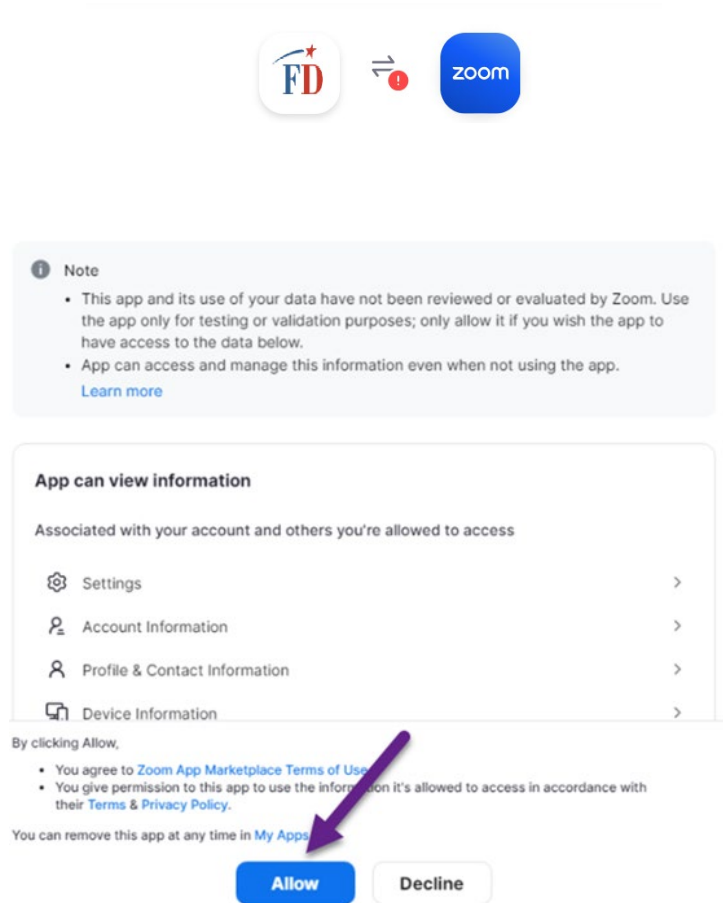 FD
zoom
Note
• This app and its use of your data have not been reviewed or evaluated by Zoom. Use
the app only for testing or validation purposes; only allow it if you wish the app to
have access to the data below.
• App can access and manage this information even when not using the app.
Learn more
App can view information
Associated with your account and others you're allowed to access
Settings
Account Information
Profile & Contact Information
Device Information
By clicking Allow,
• You agree to Zoom App Marketplace Terms of Use
• You give permission to this app to use the information it's allowed to access in accordance with
their Terms & Privacy Policy.
You can remove this app at any time in My Apps
Allow
Decline